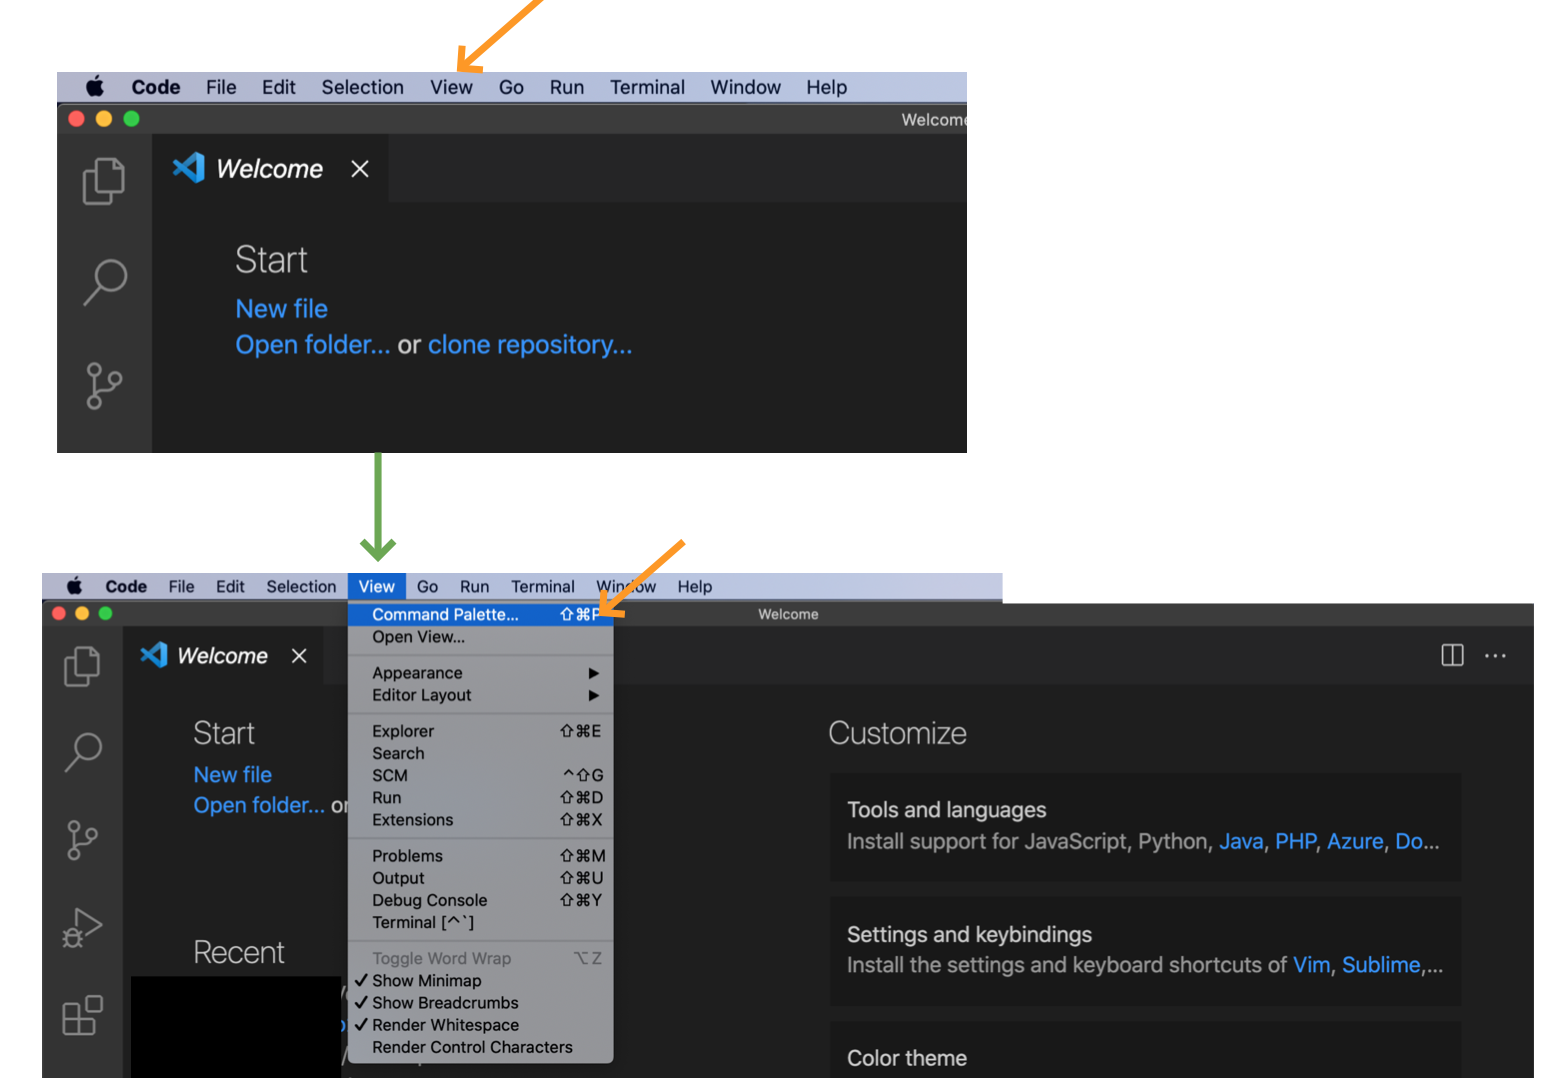 Code File Edit Selection View Go Run Terminal Window Help
Welcome
Welcome
Start
New file
Open folder... or clone repository...
Code File Edit Selection View Go Run Terminal Window Help
Welcome
Command Palette... ⇧⌘P
Open View...
Welcome
Appearance
Editor Layout
Start
New file
Open folder... or
Explorer ⇧⌘E
Search
SCM ^⇧G
Run ⇧⌘D
Extensions ⇧⌘X
Problems ⇧⌘M
Output ⇧⌘U
Debug Console ⇧⌘Y
Terminal [^`]
Recent
Toggle Word Wrap ⌥Z
✓ Show Minimap
✓ Show Breadcrumbs
✓ Render Whitespace
Render Control Characters
Customize
Tools and languages
Install support for JavaScript, Python, Java, PHP, Azure, Do...
Settings and keybindings
Install the settings and keyboard shortcuts of Vim, Sublime,...
Color theme